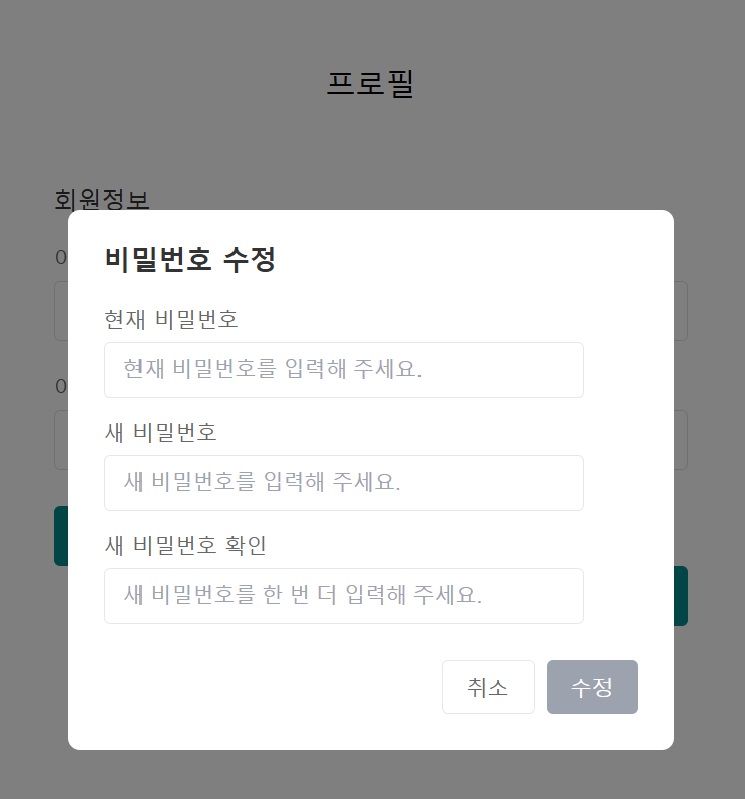 프로필
회원정보
비밀번호 수정
현재 비밀번호
현재 비밀번호를 입력해 주세요.
새 비밀번호
새 비밀번호를 입력해 주세요.
새 비밀번호 확인
새 비밀번호를 한 번 더 입력해 주세요.
취소 수정